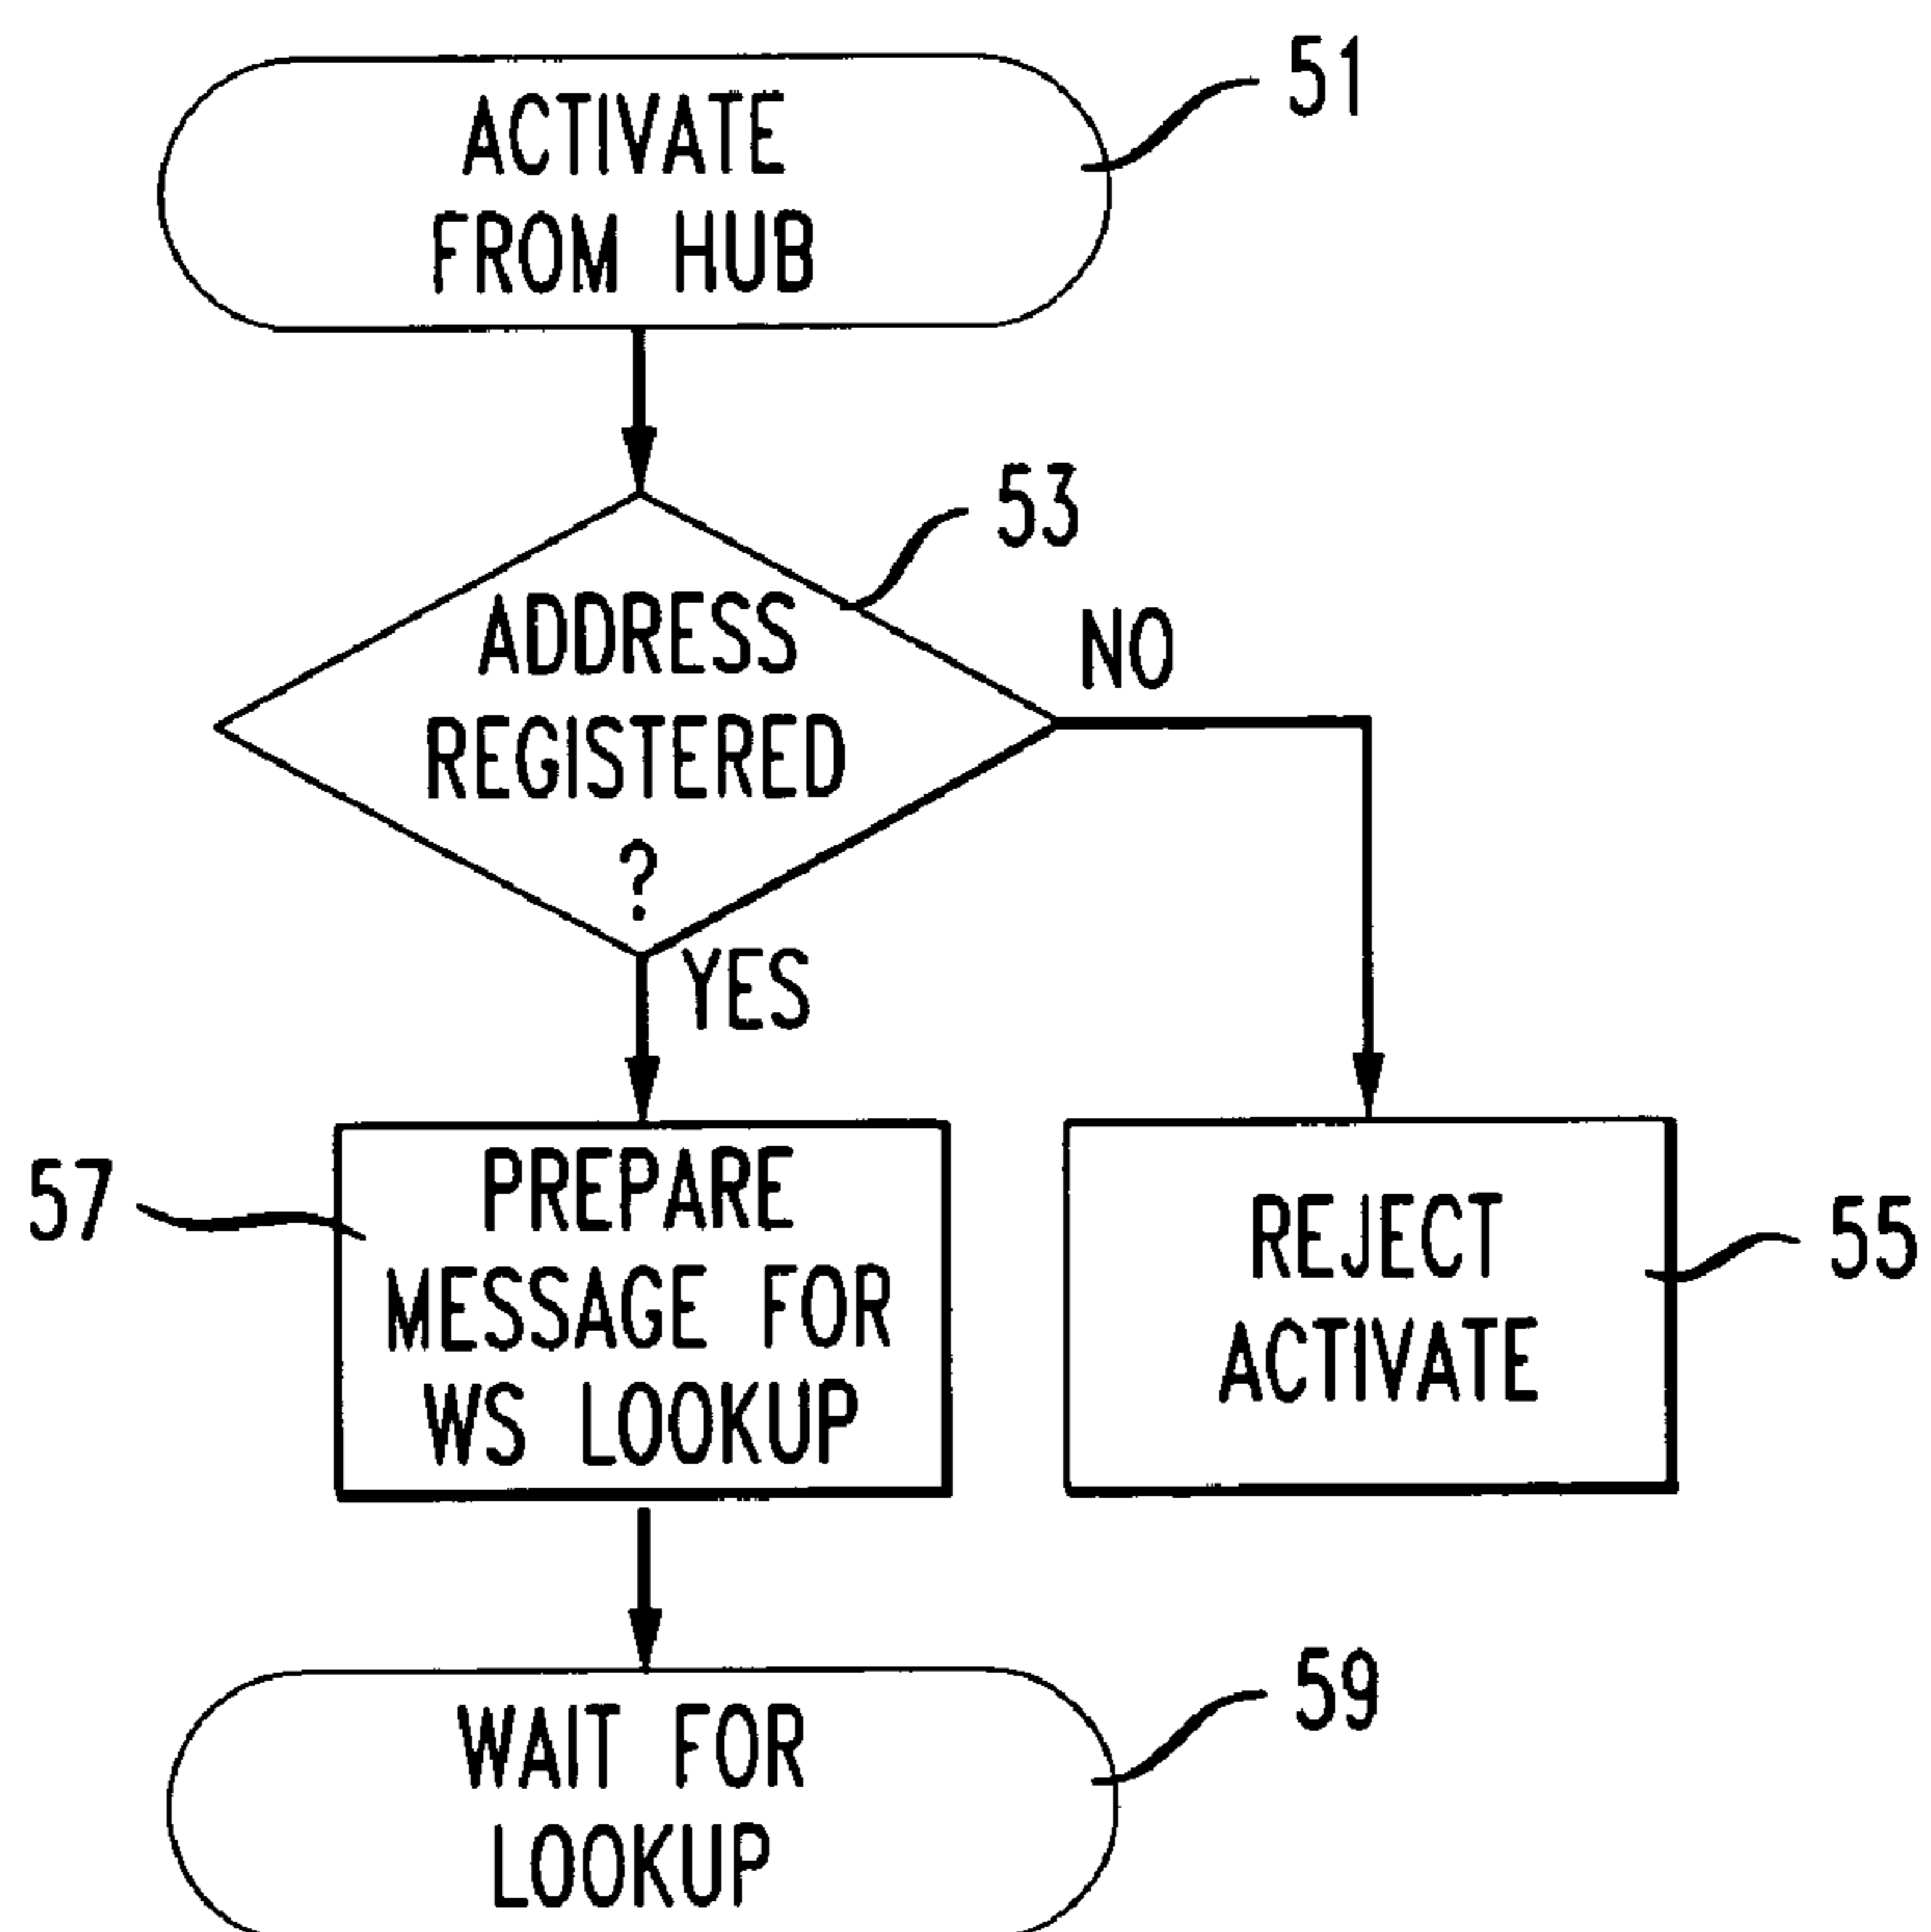 ACTIVATE
FROM HUB
51
53
ADDRESS
REGISTERED
?
NO
YES
57
PREPARE
MESSAGE FOR
WS LOOKUP
REJECT
ACTIVATE
55
WAIT FOR
LOOKUP
59